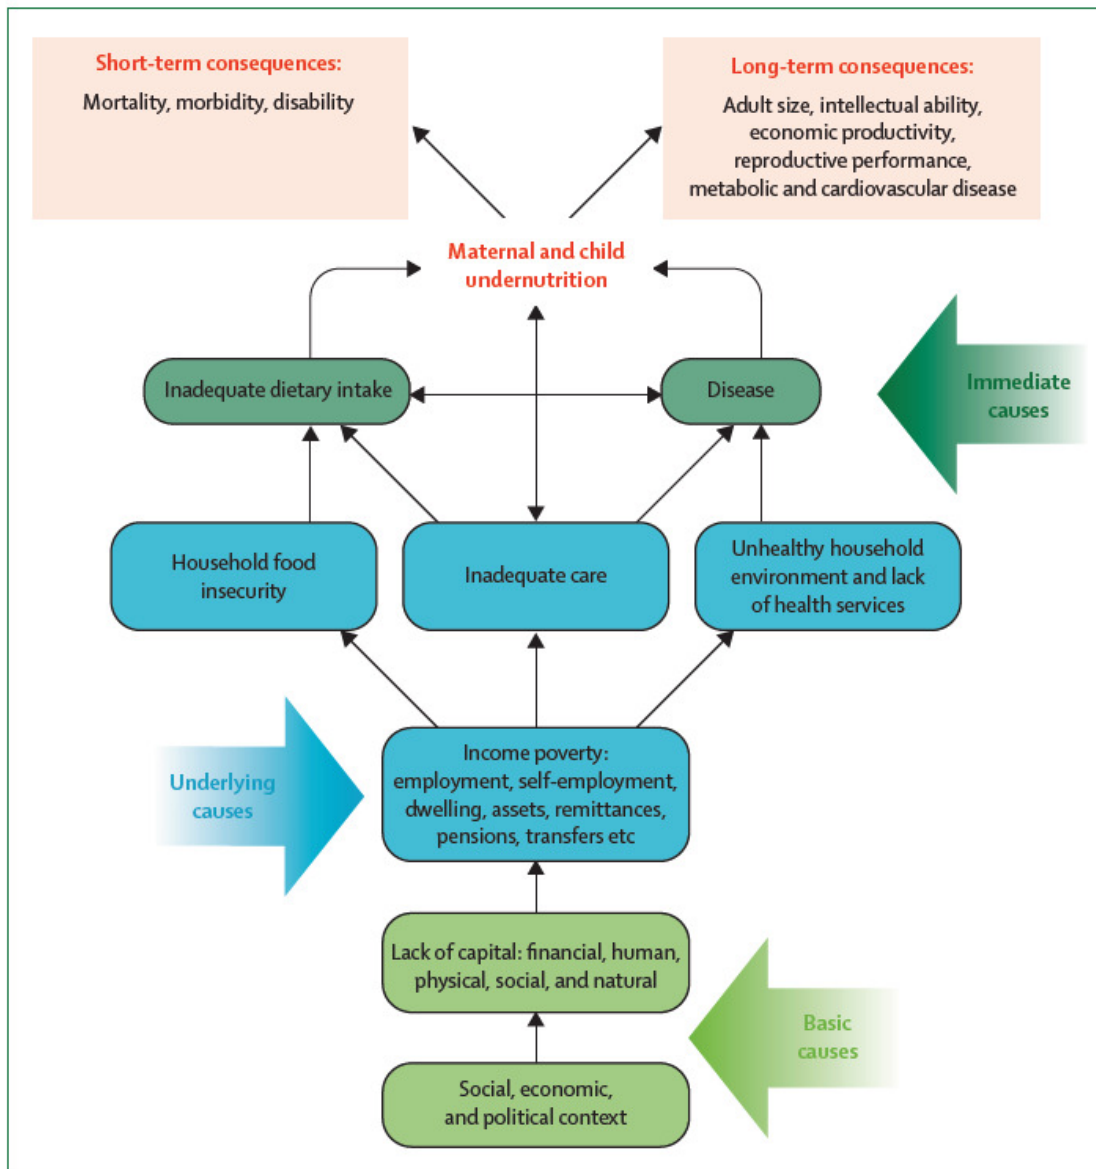 Short-term consequences:
Mortality, morbidity, disability
Long-term consequences:
Adult size, intellectual ability,
economic productivity,
reproductive performance,
metabolic and cardiovascular disease
Maternal and child
undernutrition
Inadequate dietary intake
Disease
Immediate
causes
Household food
insecurity
Inadequate care
Unhealthy household
environment and lack
of health services
Underlying
causes
Income poverty:
employment, self-employment,
dwelling, assets, remittances,
pensions, transfers etc
Lack of capital: financial, human,
physical, social, and natural
Basic
causes
Social, economic,
and political context